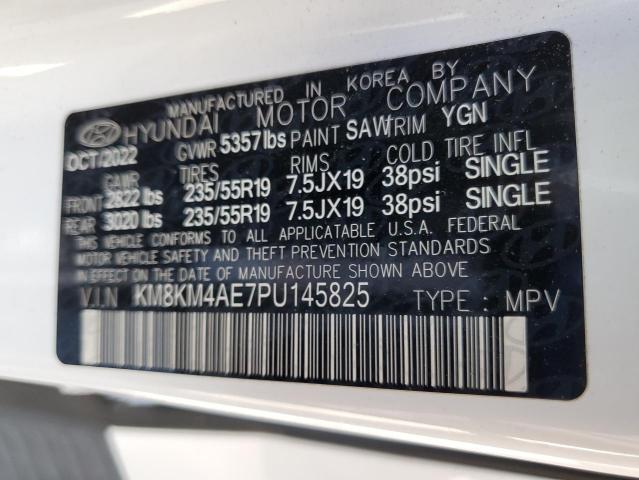 MANUFACTURED IN KOREA BY
HYUNDAI MOTOR COMPANY
OCT/2022 GVWR 5357lbs PAINT SAW TRIM YGN
GAWR TIRES RIMS COLD TIRE INFL
FRONT 2822 lbs 235/55R19 7.5JX19 38psi SINGLE
REAR 3020 lbs 235/55R19 7.5JX19 38psi SINGLE
THIS VEHICLE CONFORMS TO ALL APPLICATABLE U.S.A. FEDERAL
MOTOR VEHICLE SAFETY AND THEFT PREVENTION STANDARDS
IN EFFECT ON THE DATE OF MANUFACTURE SHOWN ABOVE
V.I.N KM8KM4AE7PU145825 TYPE : MPV